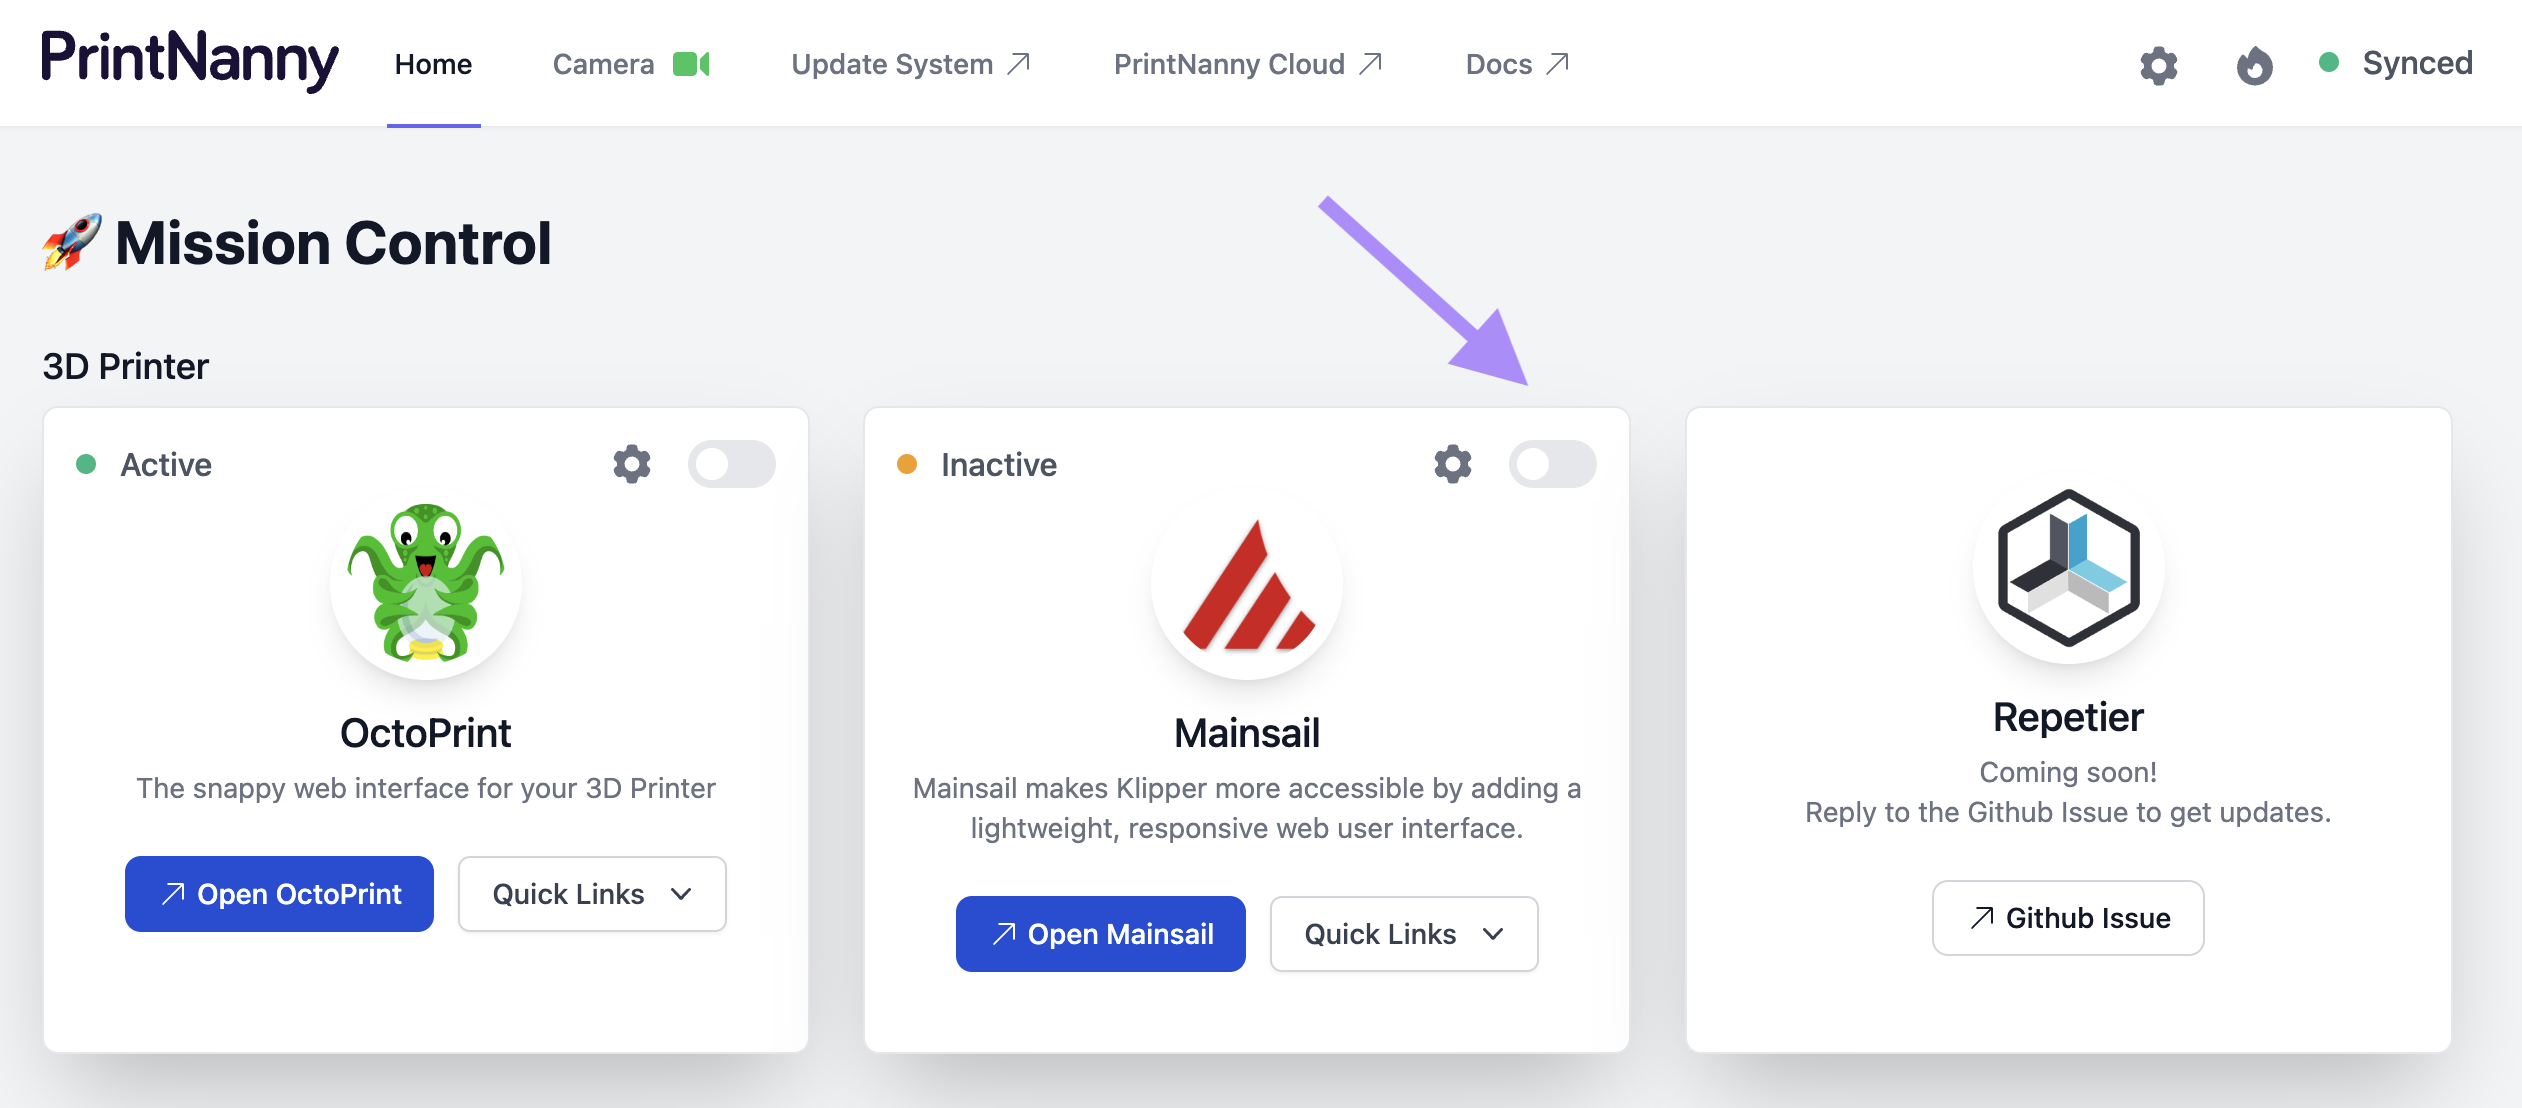 PrintNanny Home Camera Update System PrintNanny Cloud Docs Synced
🚀 Mission Control
3D Printer
Active
OctoPrint
The snappy web interface for your 3D Printer
Open OctoPrint Quick Links
Inactive
Mainsail
Mainsail makes Klipper more accessible by adding a
lightweight, responsive web user interface.
Open Mainsail Quick Links
Repetier
Coming soon!
Reply to the Github Issue to get updates.
Github Issue